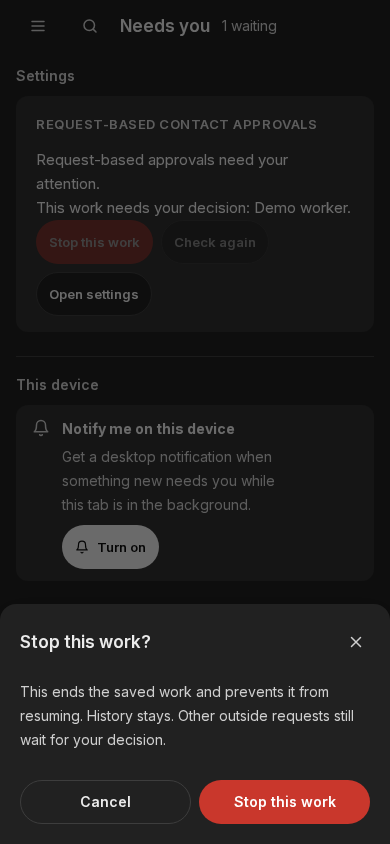 Needs you 1 waiting
Settings
REQUEST-BASED CONTACT APPROVALS
Request-based approvals need your
attention.
This work needs your decision: Demo worker.
Stop this work Check again
Open settings
This device
Notify me on this device
Get a desktop notification when
something new needs you while
this tab is in the background.
Turn on
Stop this work?
This ends the saved work and prevents it from
resuming. History stays. Other outside requests still
wait for your decision.
Cancel Stop this work